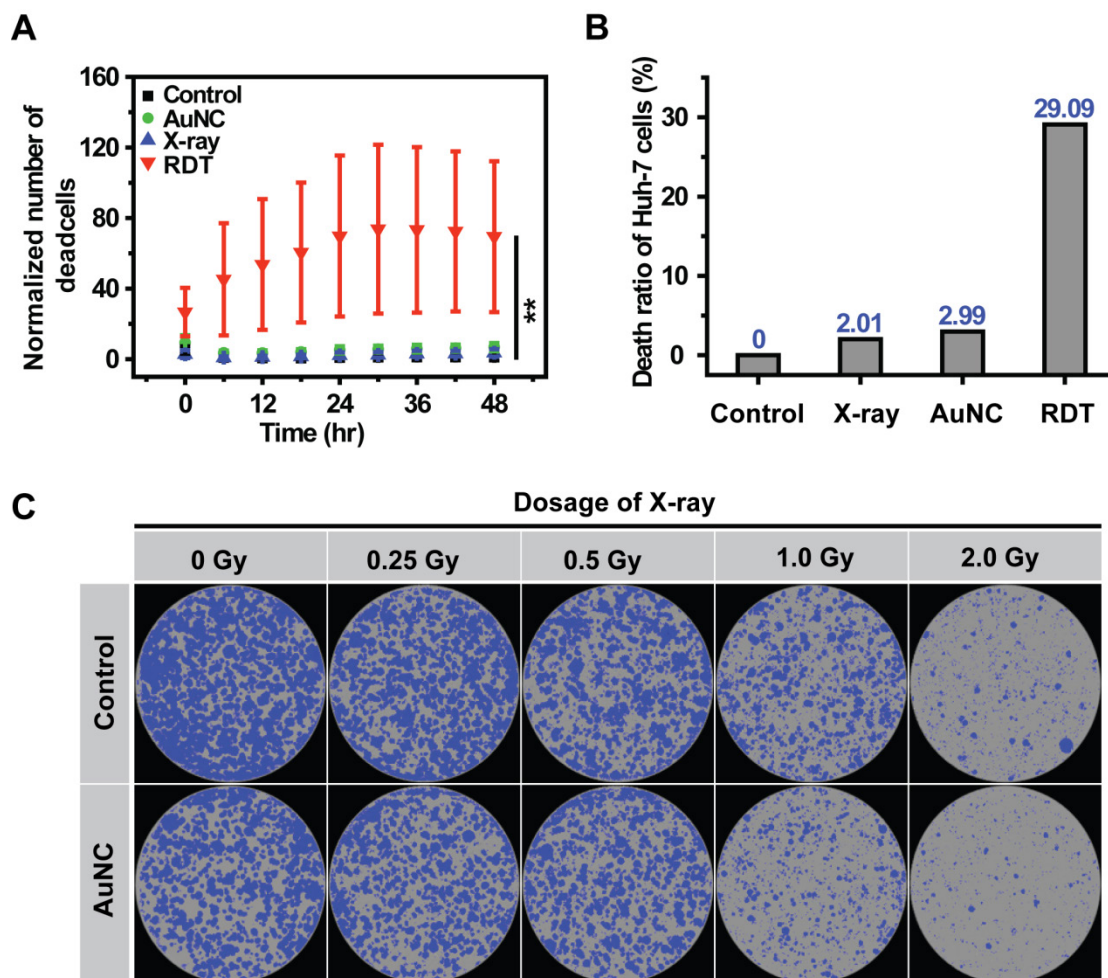 A
Normalized number of
deadcells
160
120
80
40
0
Control
AuNC
X-ray
RDT
**
0 12 24 36 48
Time (hr)
B
Death ratio of Huh-7 cells (%)
30
20
10
0
0
2.01
2.99
29.09
Control X-ray AuNC RDT
C
Dosage of X-ray
0 Gy 0.25 Gy 0.5 Gy 1.0 Gy 2.0 Gy
Control
AuNC